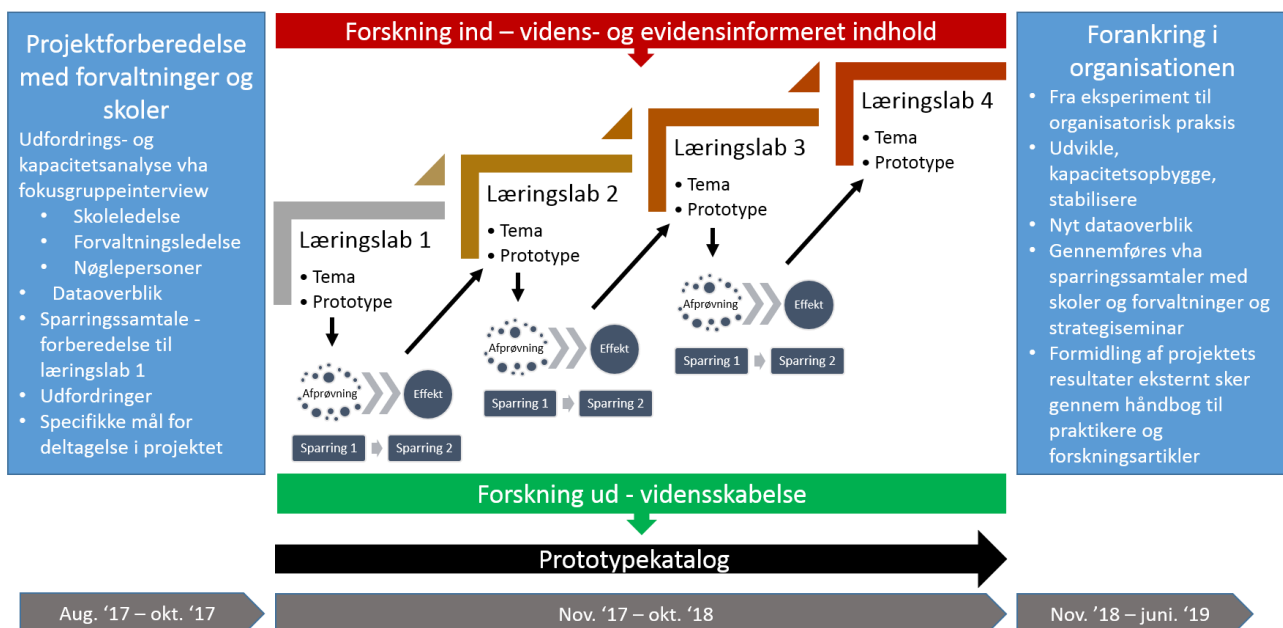 Projektforberedelse
med forvaltninger og
skoler
Udfordrings- og
kapacitetsanalyse vha
fokusgruppeinterview
• Skoleledelse
• Forvaltningsledelse
• Nøglepersoner
• Dataoverblik
• Sparringssamtale -
forberedelse til
læringslab 1
• Udfordringer
• Specifikke mål for
deltagelse i projektet
Forskning ind – videns- og evidensinformeret indhold
Læringslab 1
• Tema
• Prototype
Afprøvning
Effekt
Sparring 1
Sparring 2
Læringslab 2
• Tema
• Prototype
Afprøvning
Effekt
Sparring 1
Sparring 2
Læringslab 3
• Tema
• Prototype
Afprøvning
Effekt
Sparring 1
Sparring 2
Læringslab 4
• Tema
• Prototype
Forskning ud - vidensskabelse
Prototypekatalog
Forankring i
organisationen
• Fra eksperiment til
organisatorisk praksis
• Udvikle,
kapacitetsopbygge,
stabilisere
• Nyt dataoverblik
• Gennemføres vha
sparringssamtaler med
skoler og forvaltninger og
strategiseminar
• Formidling af projektets
resultater eksternt sker
gennem håndbog til
praktikere og
forskningsartikler
Aug. ‘17 – okt. ‘17
Nov. ‘17 – okt. ‘18
Nov. ’18 – juni. ‘19